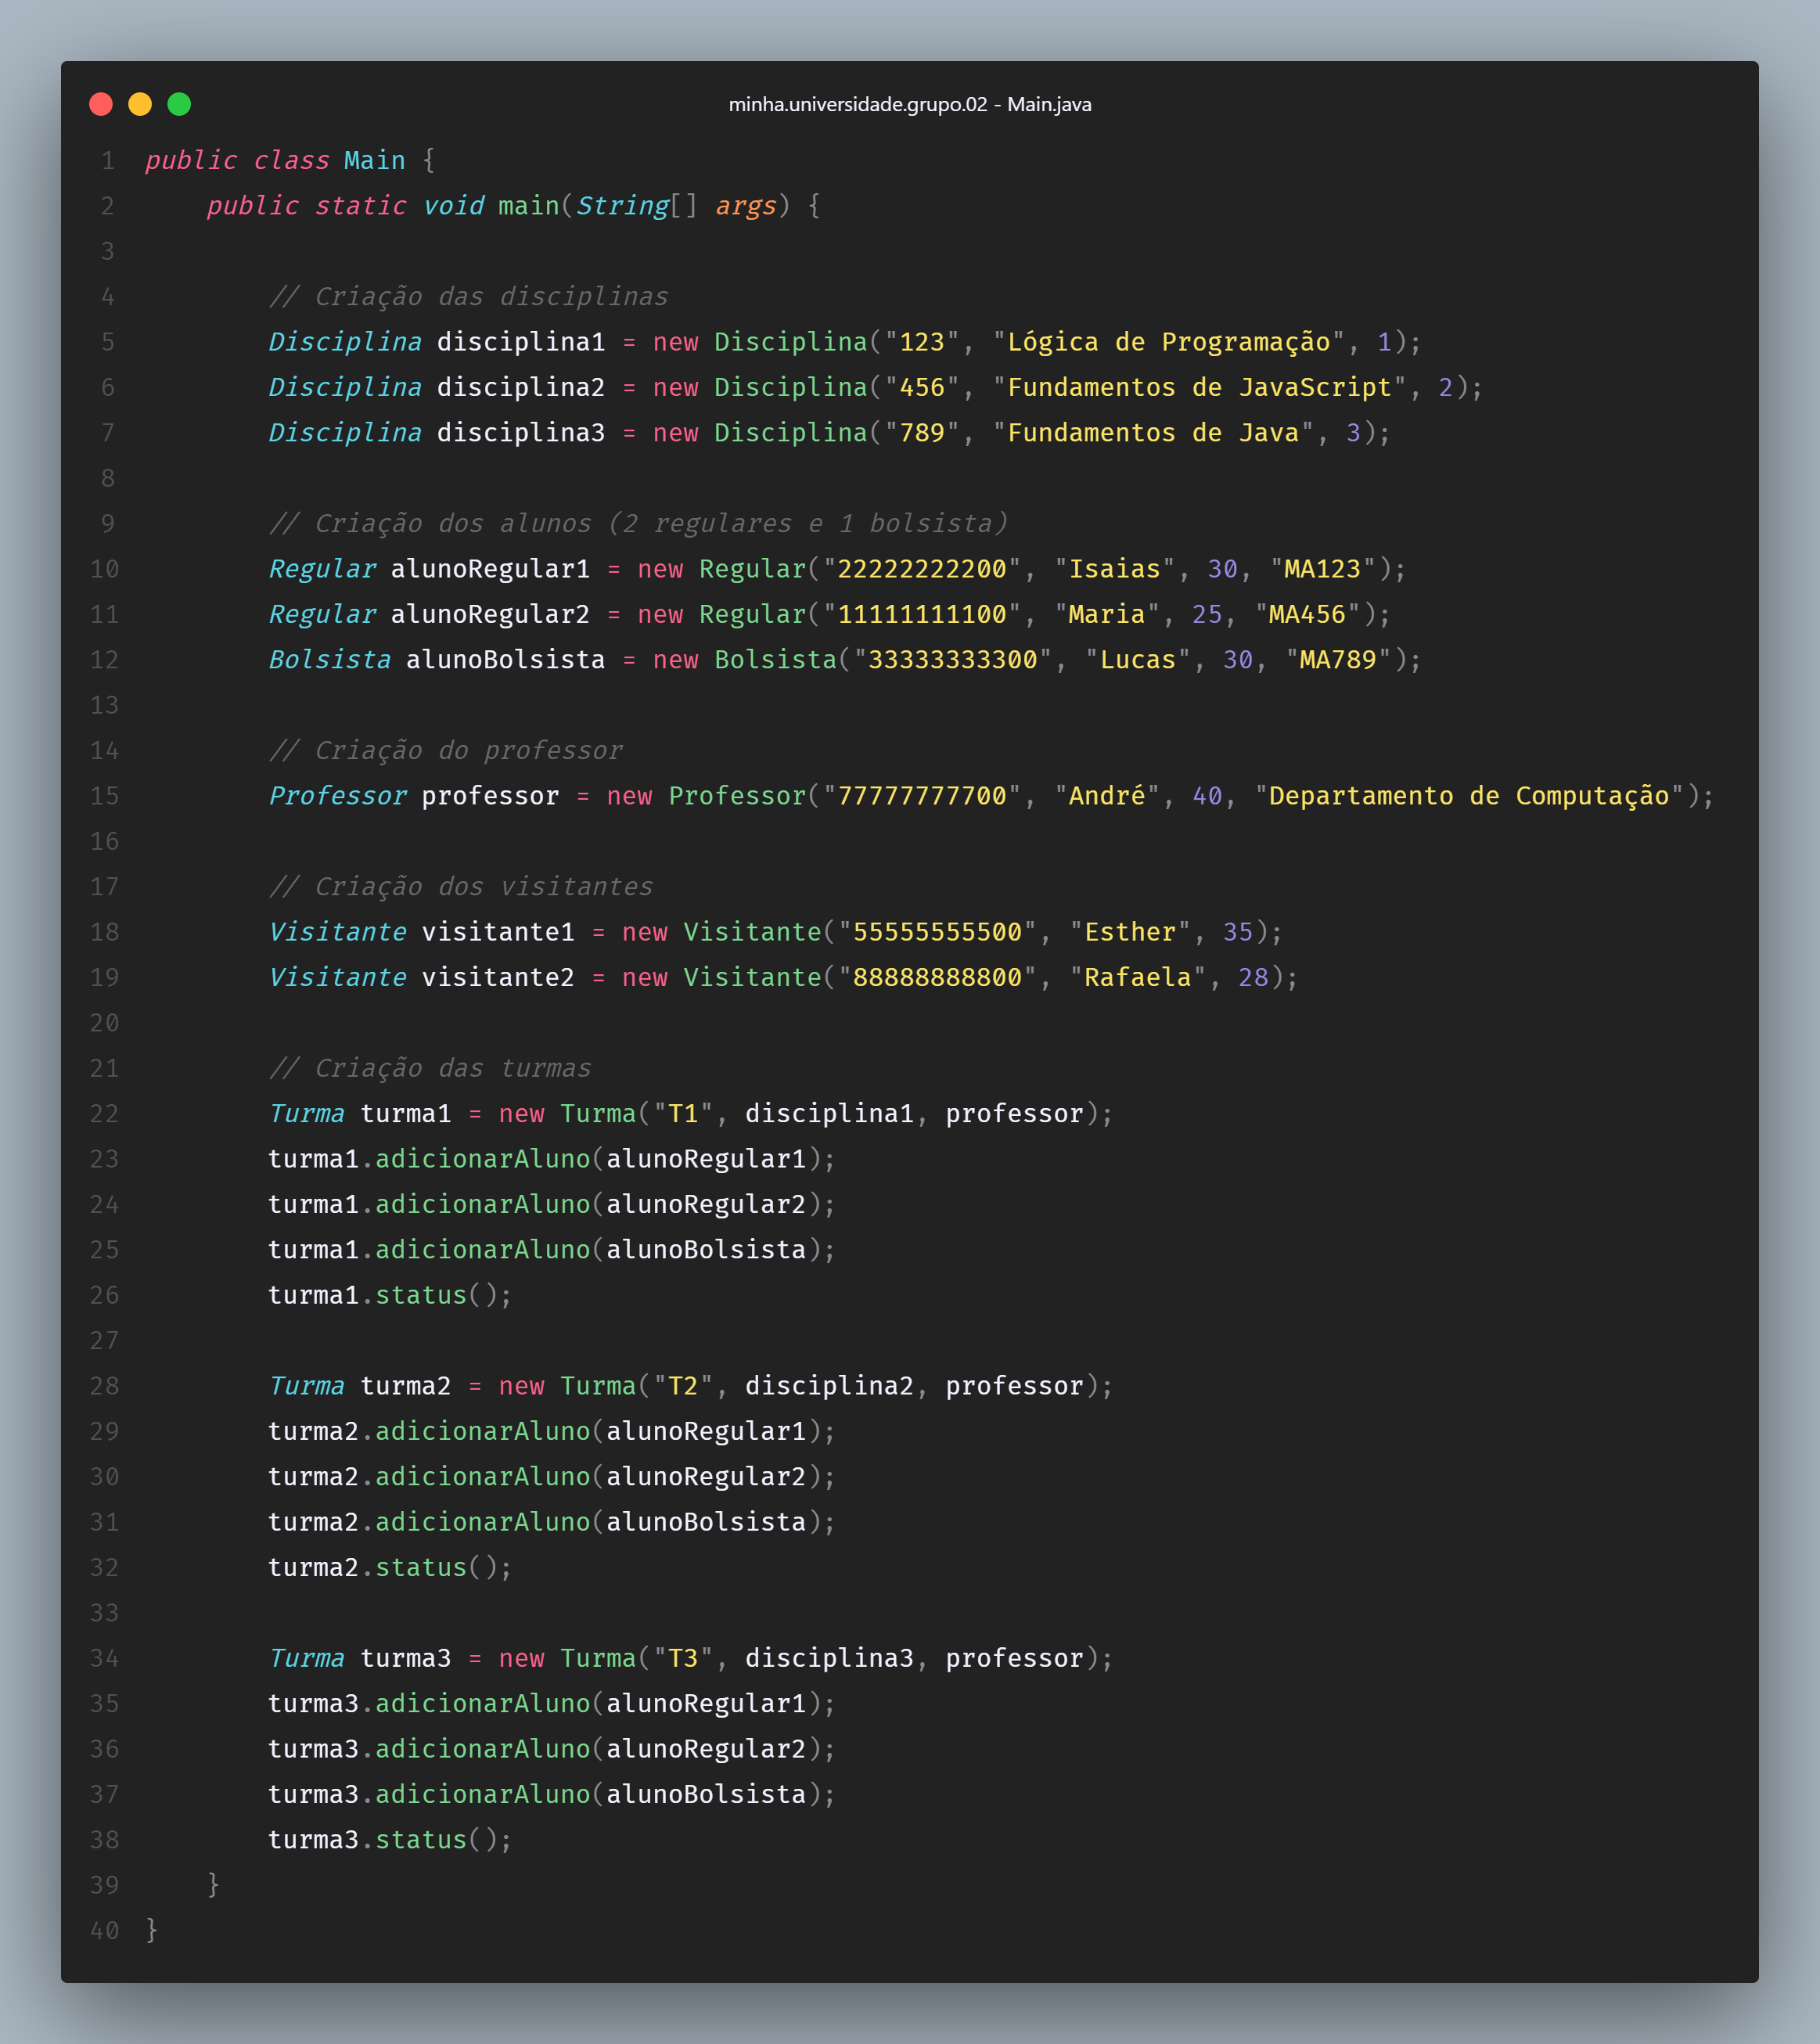 minha.universidade.grupo.02 - Main.java
1 public class Main {
2     public static void main(String[] args) {
3
4         // Criação das disciplinas
5         Disciplina disciplina1 = new Disciplina("123", "Lógica de Programação", 1);
6         Disciplina disciplina2 = new Disciplina("456", "Fundamentos de JavaScript", 2);
7         Disciplina disciplina3 = new Disciplina("789", "Fundamentos de Java", 3);
8
9         // Criação dos alunos (2 regulares e 1 bolsista)
10         Regular alunoRegular1 = new Regular("22222222200", "Isaias", 30, "MA123");
11         Regular alunoRegular2 = new Regular("11111111100", "Maria", 25, "MA456");
12         Bolsista alunoBolsista = new Bolsista("33333333300", "Lucas", 30, "MA789");
13
14         // Criação do professor
15         Professor professor = new Professor("77777777700", "André", 40, "Departamento de Computação");
16
17         // Criação dos visitantes
18         Visitante visitante1 = new Visitante("55555555500", "Esther", 35);
19         Visitante visitante2 = new Visitante("88888888800", "Rafaela", 28);
20
21         // Criação das turmas
22         Turma turma1 = new Turma("T1", disciplina1, professor);
23         turma1.adicionarAluno(alunoRegular1);
24         turma1.adicionarAluno(alunoRegular2);
25         turma1.adicionarAluno(alunoBolsista);
26         turma1.status();
27
28         Turma turma2 = new Turma("T2", disciplina2, professor);
29         turma2.adicionarAluno(alunoRegular1);
30         turma2.adicionarAluno(alunoRegular2);
31         turma2.adicionarAluno(alunoBolsista);
32         turma2.status();
33
34         Turma turma3 = new Turma("T3", disciplina3, professor);
35         turma3.adicionarAluno(alunoRegular1);
36         turma3.adicionarAluno(alunoRegular2);
37         turma3.adicionarAluno(alunoBolsista);
38         turma3.status();
39     }
40 }